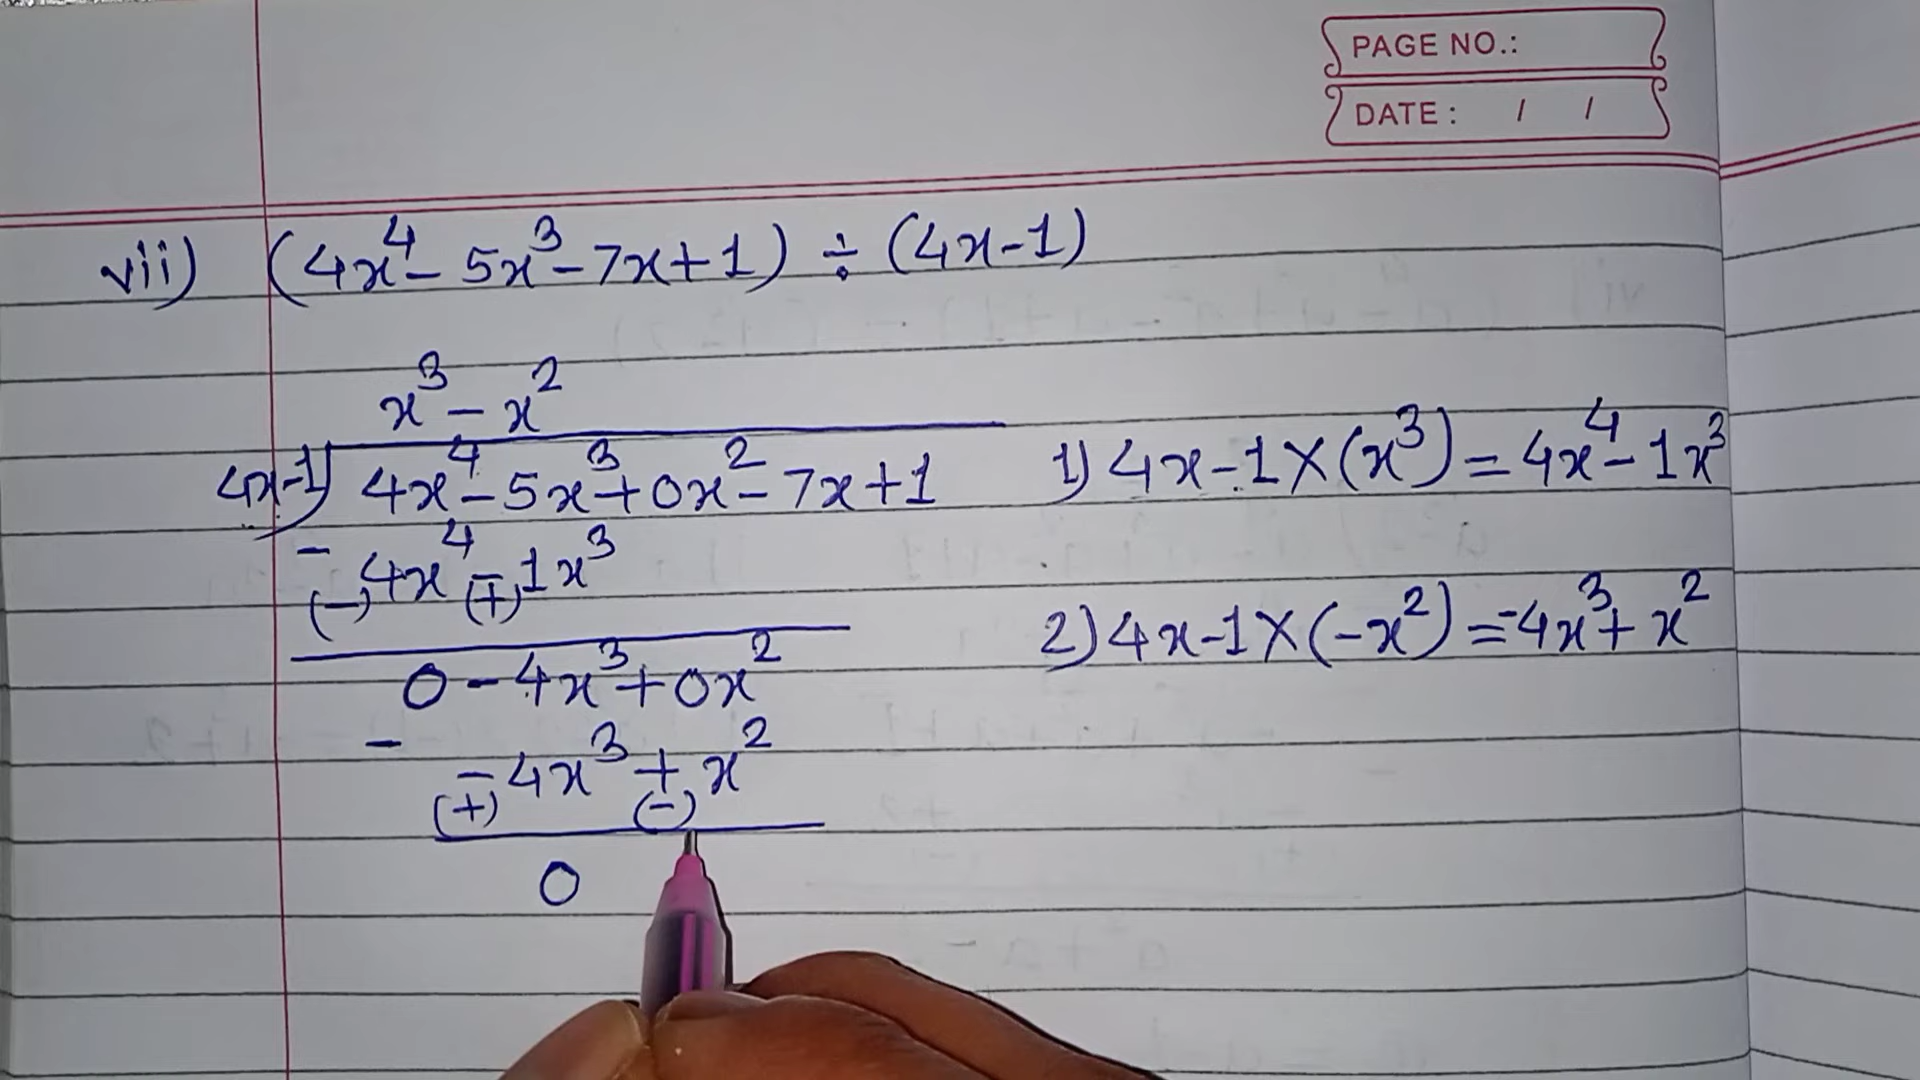 PAGE NO.:
DATE : / /
vii) (4x⁴ - 5x³ - 7x + 1) ÷ (4x - 1)
x³ - x²
4x-1) 4x⁴ - 5x³ + 0x² - 7x + 1
- 4x⁴ - 1x³
(-) (+)
0 - 4x³ + 0x²
- - 4x³ + x²
(+) (-)
0
1) 4x - 1 × (x³) = 4x⁴ - 1x³
2) 4x - 1 × (-x²) = -4x³ + x²